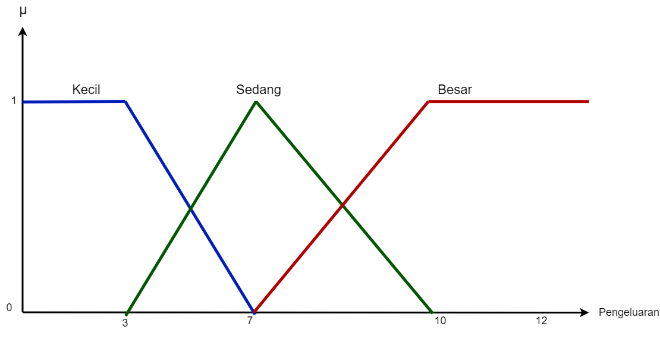 μ
Kecil
Sedang
Besar
1
0
3
7
10
12
Pengeluaran